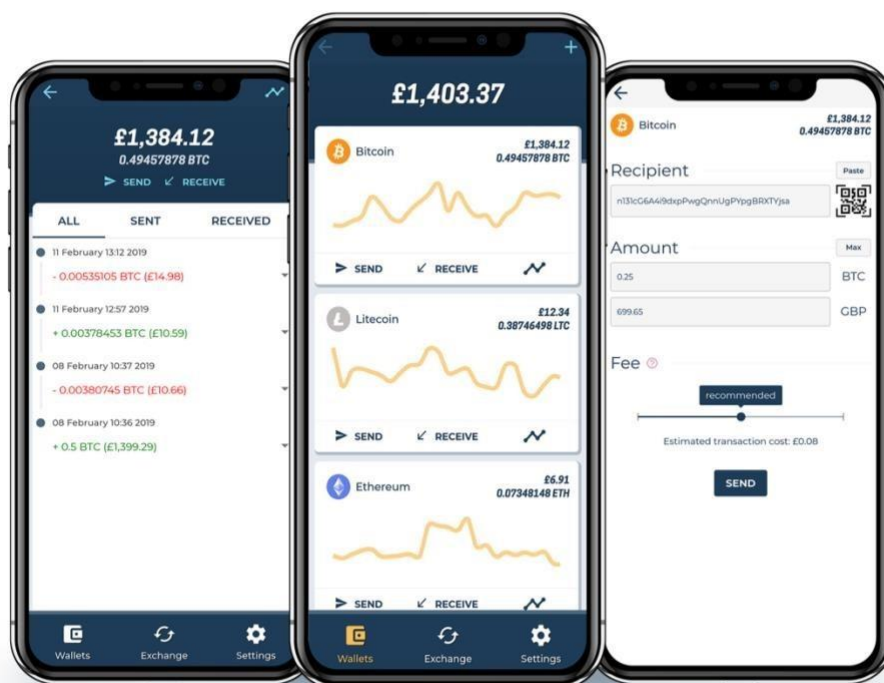 £1,384.12
0.49457878 BTC
SEND RECEIVE
ALL SENT RECEIVED
11 February 13:12 2019
- 0.00535105 BTC (£14.98)
11 February 12:57 2019
+ 0.00378453 BTC (£10.59)
08 February 10:37 2019
- 0.00380745 BTC (£10.66)
08 February 10:36 2019
+ 0.5 BTC (£1,399.29)
Wallets Exchange Settings
£1,403.37
Bitcoin £1,384.12
0.49457878 BTC
SEND RECEIVE
Litecoin £12.34
0.38746498 LTC
SEND RECEIVE
Ethereum £6.91
0.07348148 ETH
SEND RECEIVE
Wallets Exchange Settings
Bitcoin £1,384.12
0.49457878 BTC
Recipient Paste
n131cG6A4i9dxpPwgQnnUgPYpgBRXTYjsa
Amount Max
0.25 BTC
699.65 GBP
Fee ?
recommended
Estimated transaction cost: £0.08
SEND